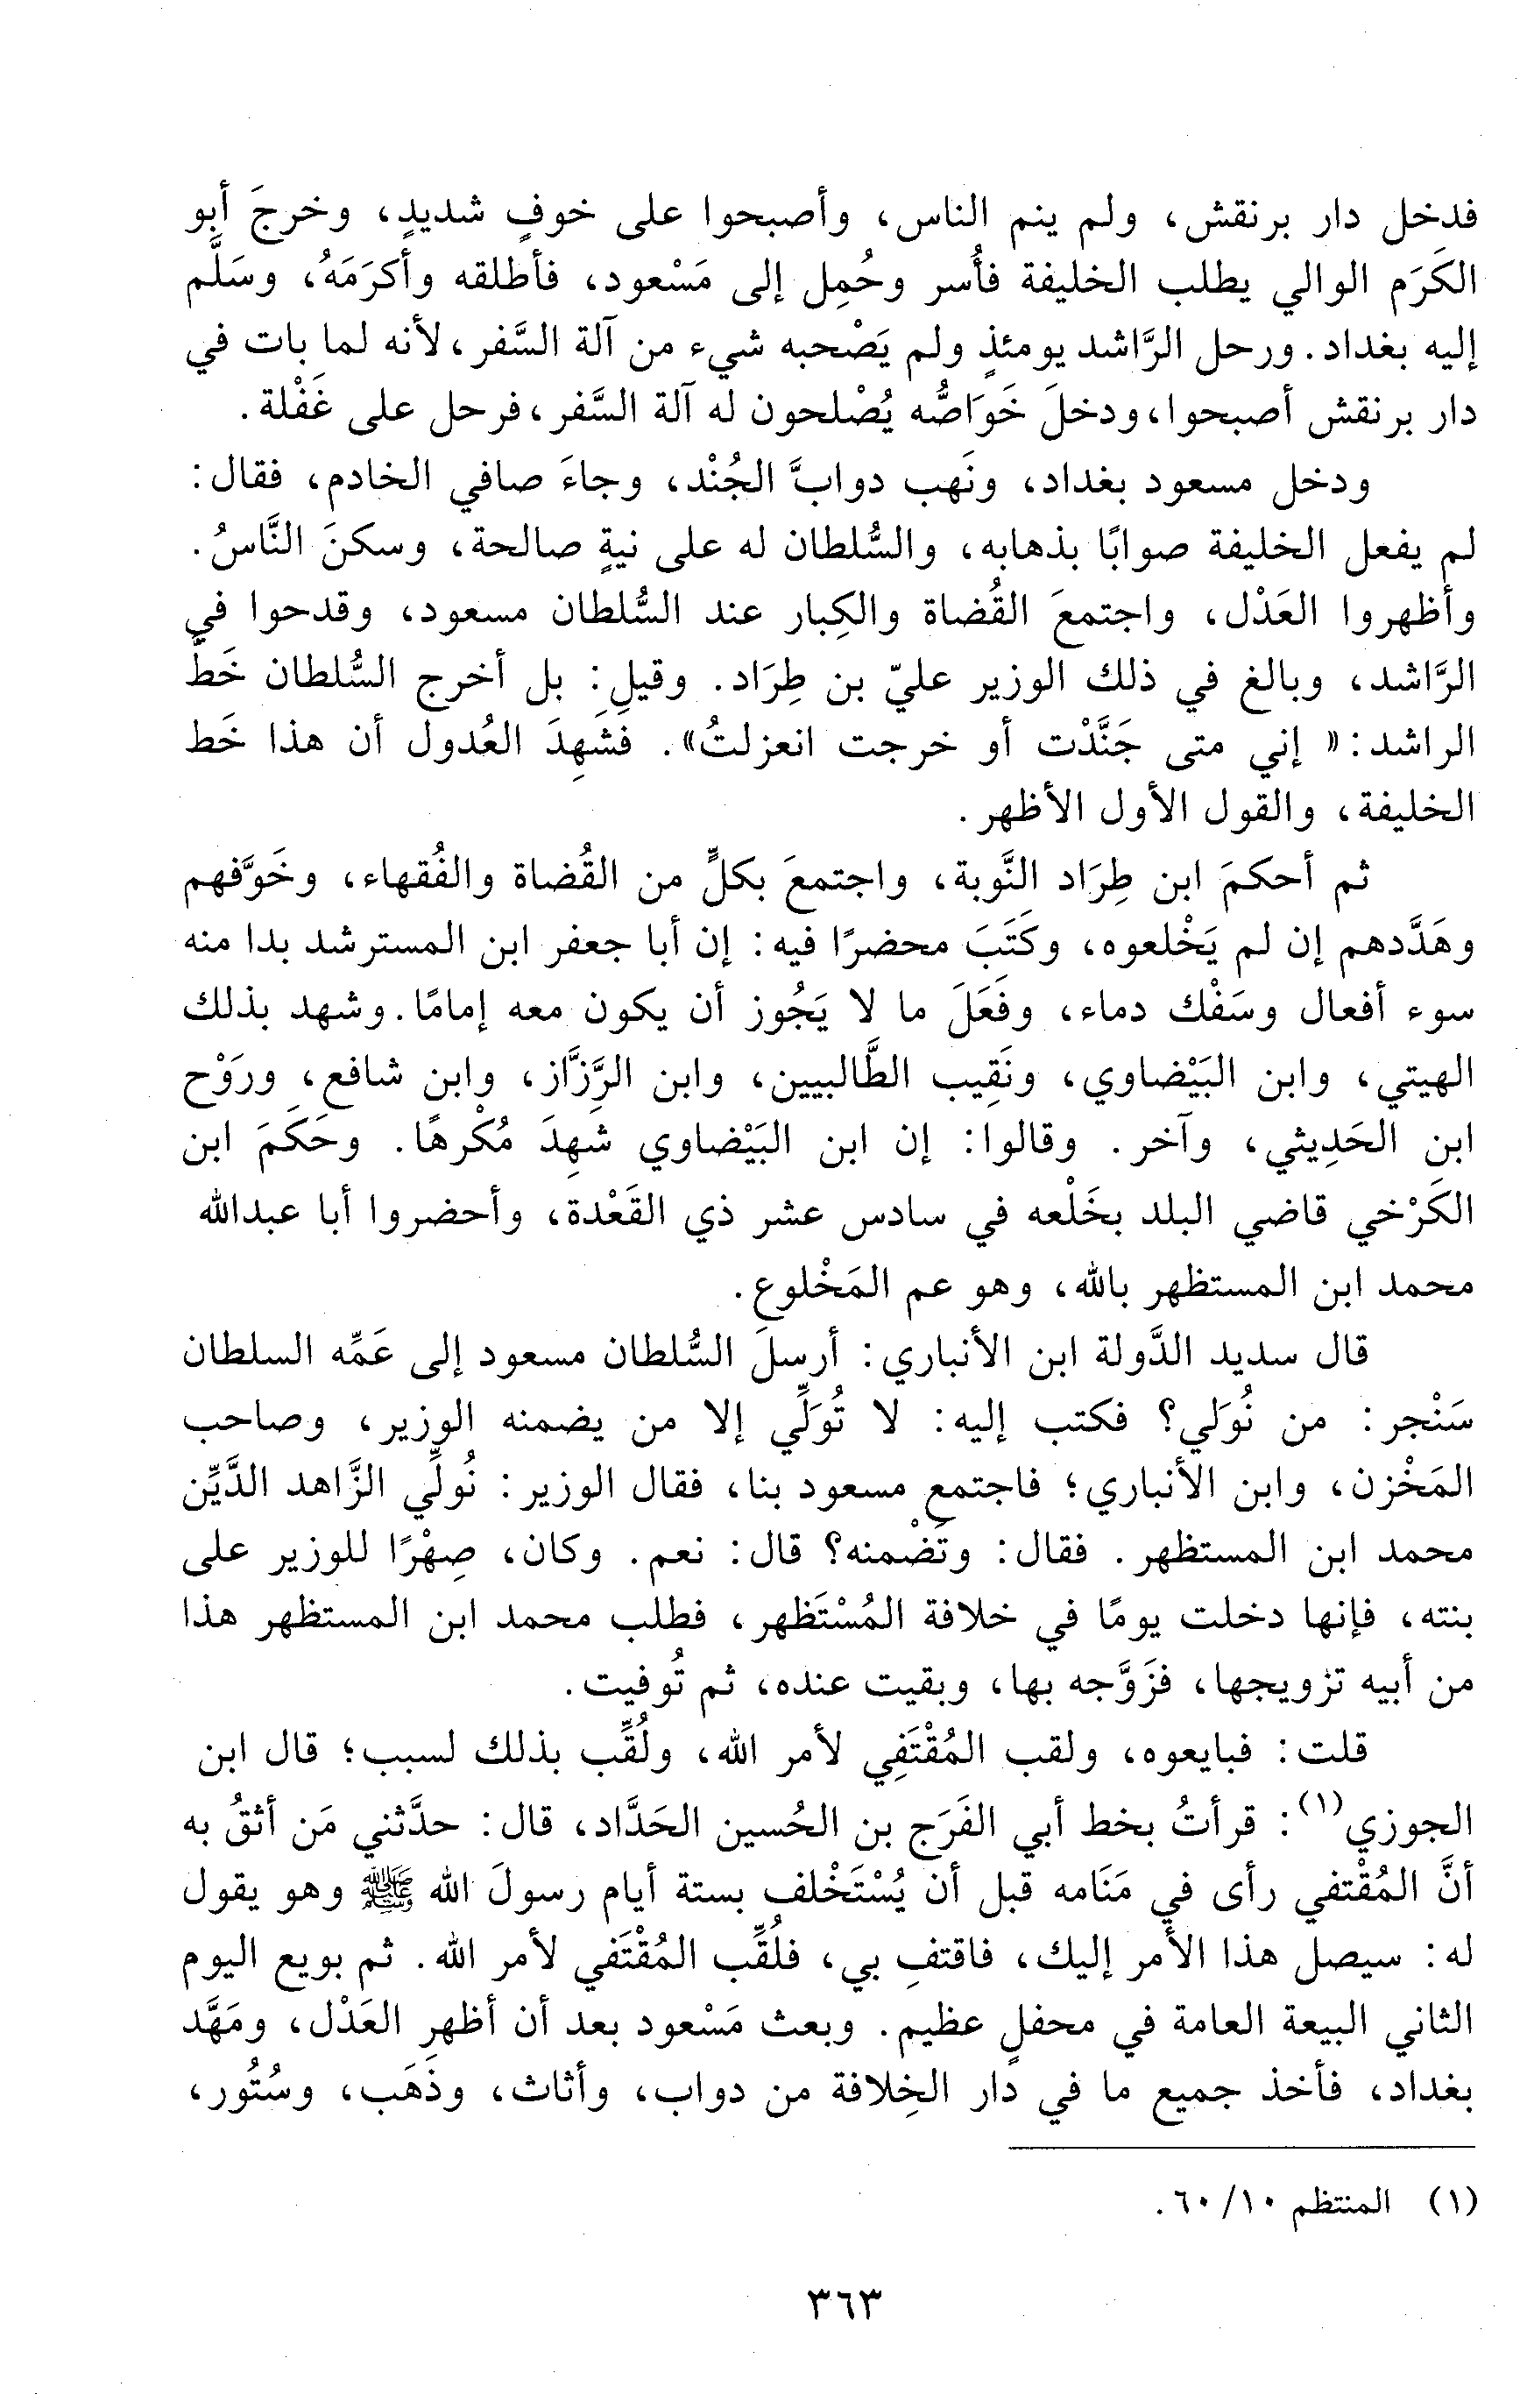 فدخل دار برنقش، ولم ينم الناس، وأصبحوا على خوفٍ شديدٍ، وخرجَ أبو
الكَرَم الوالي يطلب الخليفة فأُسر وحُمِل إلى مَسْعود، فأطلقه وأكرَمَهُ، وسَلَّم
إليه بغداد. ورحل الرَّاشد يومئذٍ ولم يَصْحبه شيء من آلة السَّفر، لأنه لما بات في
دار برنقش أصبحوا، ودخلَ خَوَاصُّه يُصْلحون له آلة السَّفر، فرحل على غَفْلة.
ودخل مسعود بغداد، ونَهب دوابَّ الجُنْد، وجاءَ صافي الخادم، فقال:
لم يفعل الخليفة صوابًا بذهابه، والسُّلطان له على نيةٍ صالحة، وسكنَ النَّاسُ.
وأظهروا العَدْل، واجتمعَ القُضاة والكِبار عند السُّلطان مسعود، وقدحوا في
الرَّاشد، وبالغ في ذلك الوزير عليّ بن طِرَاد. وقيل: بل أخرج السُّلطان خَطَّ
الراشد: « إني متى جَنَّدْت أو خرجت انعزلتُ». فشَهِدَ العُدول أن هذا خَط
الخليفة، والقول الأول الأظهر.
ثم أحكمَ ابن طِرَاد النَّوبة، واجتمعَ بكلٍّ من القُضاة والفُقهاء، وخَوَّفهم
وهَدَّدهم إن لم يَخْلعوه، وكَتَبَ محضرًا فيه: إن أبا جعفر ابن المسترشد بدا منه
سوء أفعال وسَفْك دماء، وفَعَلَ ما لا يَجُوز أن يكون معه إمامًا. وشهد بذلك
الهيتي، وابن البَيْضاوي، ونَقِيب الطَّالبيين، وابن الرَّزَّاز، وابن شافع، ورَوْح
ابن الحَدِيثي، وآخر. وقالوا: إن ابن البَيْضاوي شَهِدَ مُكْرهًا. وحَكَمَ ابن
الكَرْخي قاضي البلد بخَلْعه في سادس عشر ذي القَعْدة، وأحضروا أبا عبدالله
محمد ابن المستظهر بالله، وهو عم المَخْلوع.
قال سديد الدَّولة ابن الأنباري: أرسلَ السُّلطان مسعود إلى عَمِّه السلطان
سَنْجر: من نُوَلي؟ فكتب إليه: لا تُوَلِّي إلا من يضمنه الوزير، وصاحب
المَخْزن، وابن الأنباري؛ فاجتمع مسعود بنا، فقال الوزير: نُولِّي الزَّاهد الدَّيِّن
محمد ابن المستظهر. فقال: وتَضْمنه؟ قال: نعم. وكان، صِهْرًا للوزير على
بنته، فإنها دخلت يومًا في خلافة المُسْتَظهر، فطلب محمد ابن المستظهر هذا
من أبيه تزويجها، فزَوَّجه بها، وبقيت عنده، ثم تُوفيت.
قلت: فبايعوه، ولقب المُقْتَفِي لأمر الله، ولُقِّب بذلك لسبب؛ قال ابن
الجوزي(١): قرأتُ بخط أبي الفَرَج بن الحُسين الحَدَّاد، قال: حدَّثني مَن أثقُ به
أنَّ المُقْتفي رأى في مَنَامه قبل أن يُسْتَخْلف بستة أيام رسولَ الله ﷺ وهو يقول
له: سيصل هذا الأمر إليك، فاقتفِ بي، فلُقِّب المُقْتَفي لأمر الله. ثم بويع اليوم
الثاني البيعة العامة في محفلٍ عظيم. وبعث مَسْعود بعد أن أظهر العَدْل، ومَهَّد
بغداد، فأخذ جميع ما في دار الخِلافة من دواب، وأثاث، وذَهَب، وسُتُور،
(١) المنتظم ١٠/ ٦٠.
٣٦٣